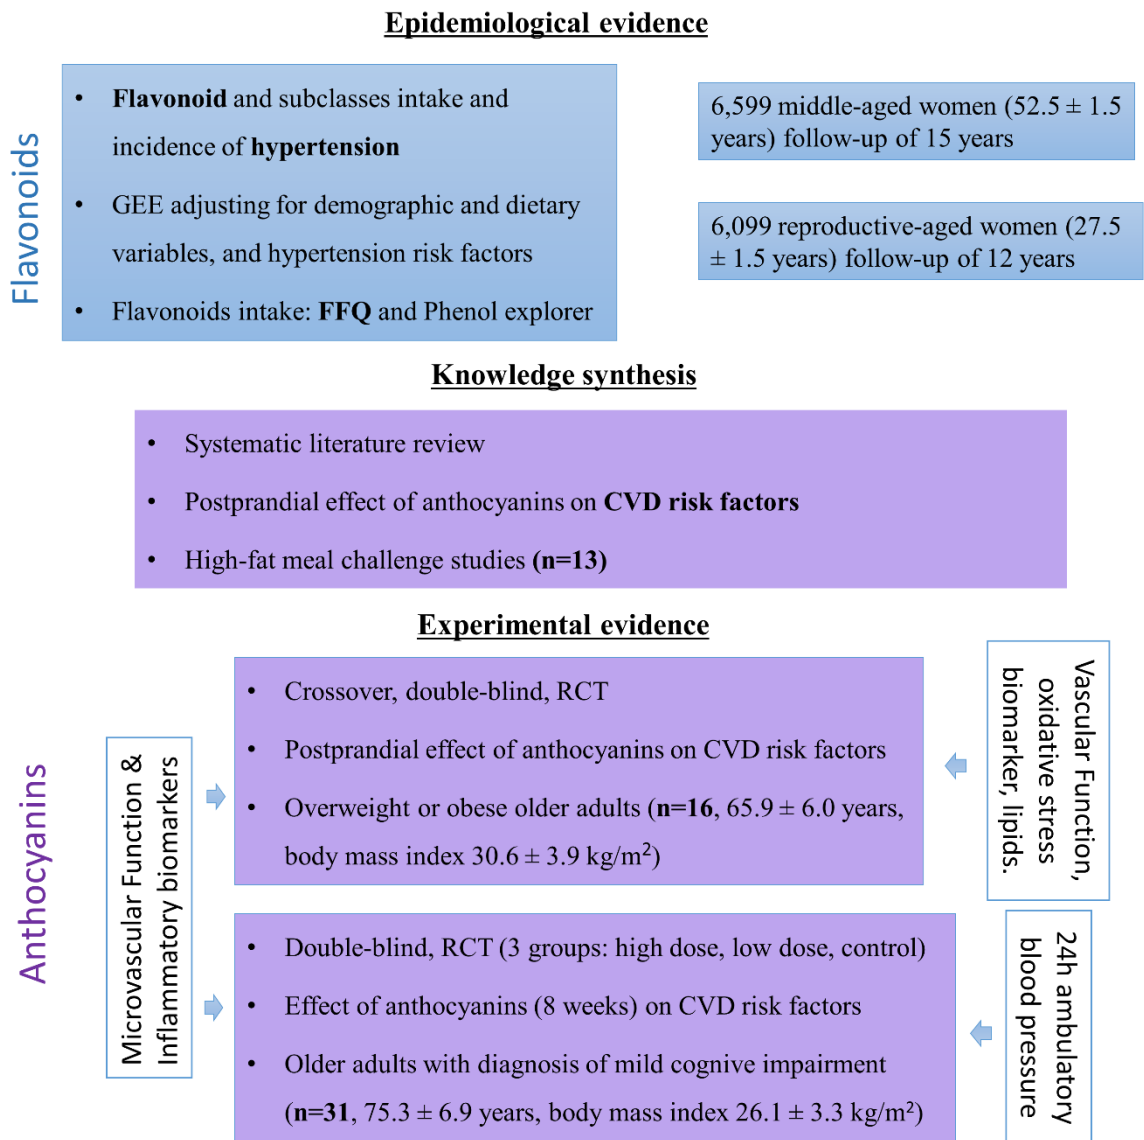 Epidemiological evidence
Flavonoids
• Flavonoid and subclasses intake and
incidence of hypertension
• GEE adjusting for demographic and dietary
variables, and hypertension risk factors
• Flavonoids intake: FFQ and Phenol explorer
6,599 middle-aged women (52.5 ± 1.5
years) follow-up of 15 years
6,099 reproductive-aged women (27.5
± 1.5 years) follow-up of 12 years
Knowledge synthesis
• Systematic literature review
• Postprandial effect of anthocyanins on CVD risk factors
• High-fat meal challenge studies (n=13)
Experimental evidence
Anthocyanins
Microvascular Function &
Inflammatory biomarkers
• Crossover, double-blind, RCT
• Postprandial effect of anthocyanins on CVD risk factors
• Overweight or obese older adults (n=16, 65.9 ± 6.0 years,
body mass index 30.6 ± 3.9 kg/m²)
Vascular Function,
oxidative stress
biomarker, lipids.
• Double-blind, RCT (3 groups: high dose, low dose, control)
• Effect of anthocyanins (8 weeks) on CVD risk factors
• Older adults with diagnosis of mild cognive impairment
(n=31, 75.3 ± 6.9 years, body mass index 26.1 ± 3.3 kg/m²)
24h ambulatory
blood pressure